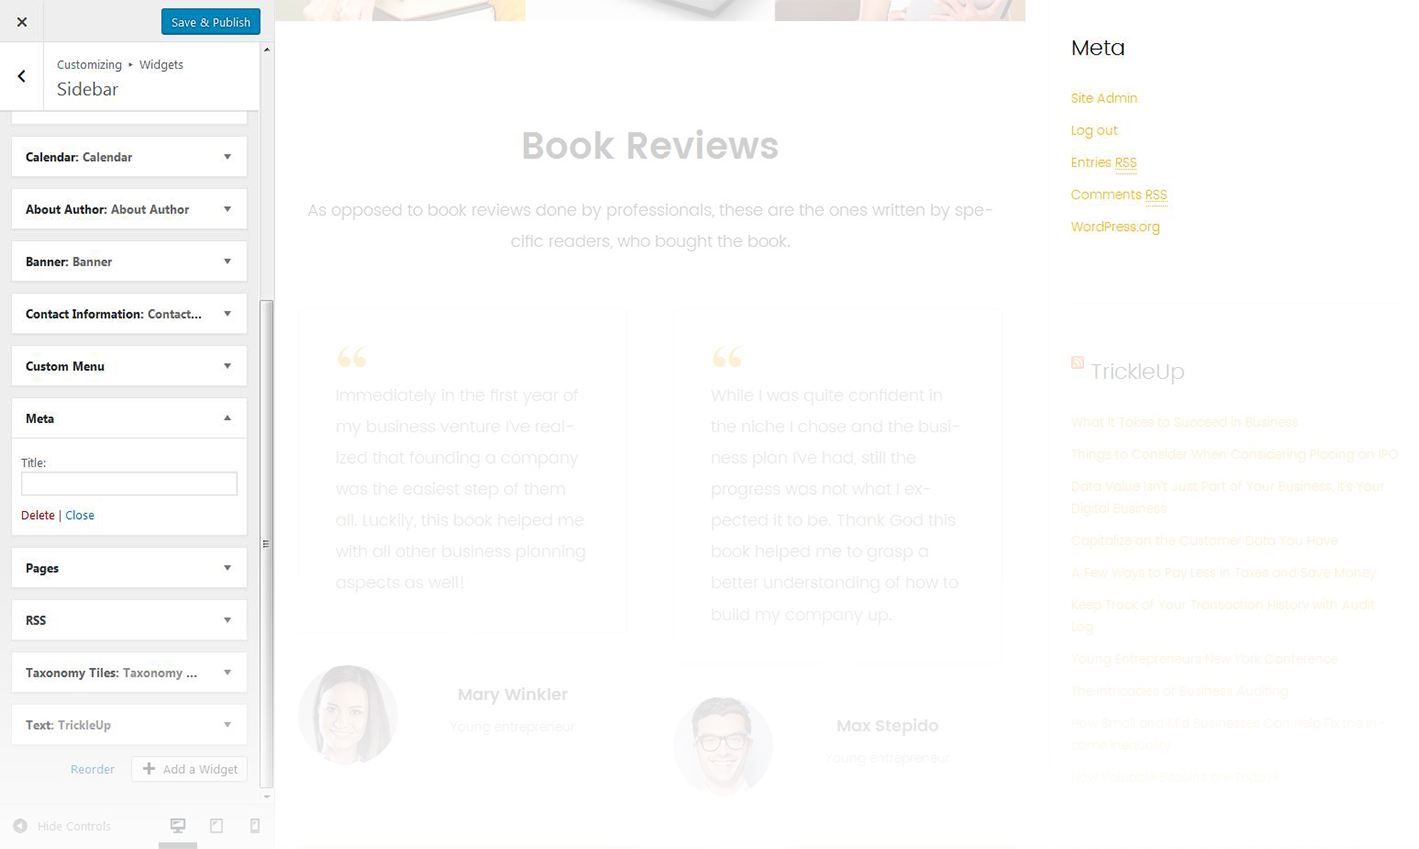 Save & Publish
Customizing ▸ Widgets
Sidebar
Calendar: Calendar
About Author: About Author
Banner: Banner
Contact Information: Contact...
Custom Menu
Meta
Title:
Delete | Close
Pages
RSS
Taxonomy Tiles: Taxonomy ...
Text: TrickleUp
Reorder
Add a Widget
Hide Controls
Book Reviews
As opposed to book reviews done by professionals, these are the ones written by spe-
cific readers, who bought the book.
Immediately in the first year of
my business venture I've real-
ized that founding a company
was the easiest step of them
all. Luckily, this book helped me
with all other business planning
aspects as well!
Mary Winkler
Young entrepreneur
While I was quite confident in
the niche I chose and the busi-
ness plan I've had, still the
progress was not what I ex-
pected it to be. Thank God this
book helped me to grasp a
better understanding of how to
build my company up.
Max Stepido
Young entrepreneur
Meta
Site Admin
Log out
Entries RSS
Comments RSS
WordPress.org
TrickleUp
What It Takes to Succeed in Business
Things to Consider When Considering Placing an IPO
Data Value Isn't Just Part of Your Business, It's Your
Digital Business
Capitalize on the Customer Data You Have
A Few Ways to Pay Less in Taxes and Save Money
Keep Track of Your Transaction History with Audit
Log
Young Entrepreneurs New York Conference
The Intricacies of Business Auditing
How Small and Mid Businesses Can Help Fix the In-
come Inequality